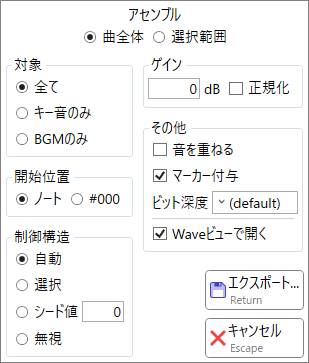 アセンブル
曲全体 選択範囲
対象
全て
キー音のみ
BGMのみ
開始位置
ノート #000
制御構造
自動
選択
シード値 0
無視
ゲイン
0 dB 正規化
その他
音を重ねる
マーカー付与
ビット深度 (default)
Waveビューで開く
エクスポート...
Return
キャンセル
Escape